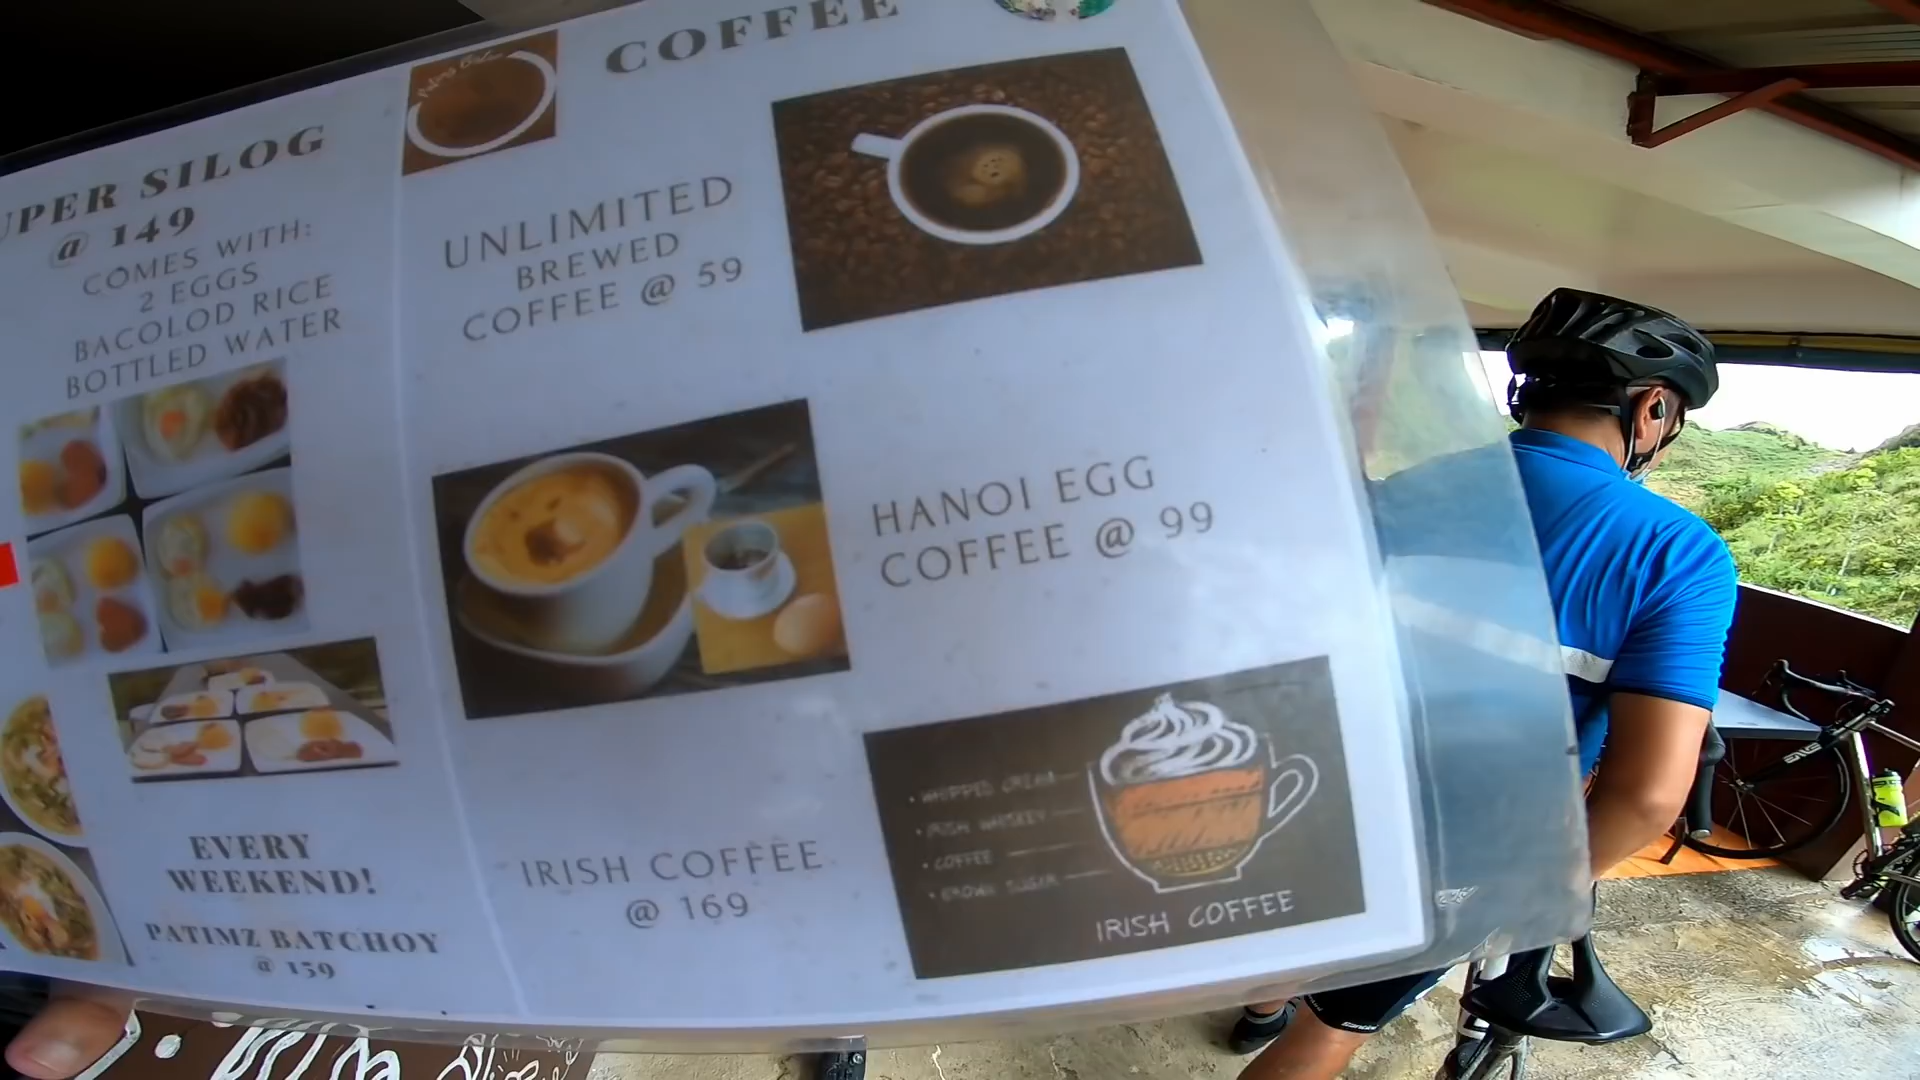 UPER SILOG
@ 149
COMES WITH:
2 EGGS
BACOLOD RICE
BOTTLED WATER
EVERY
WEEKEND!
PATIMZ BATCHOY
@ 159
COFFEE
UNLIMITED
BREWED
COFFEE @ 59
HANOI EGG
COFFEE @ 99
IRISH COFFEE
@ 169
• WHIPPED CREAM
• IRISH WHISKEY
• COFFEE
• BROWN SUGAR
IRISH COFFEE